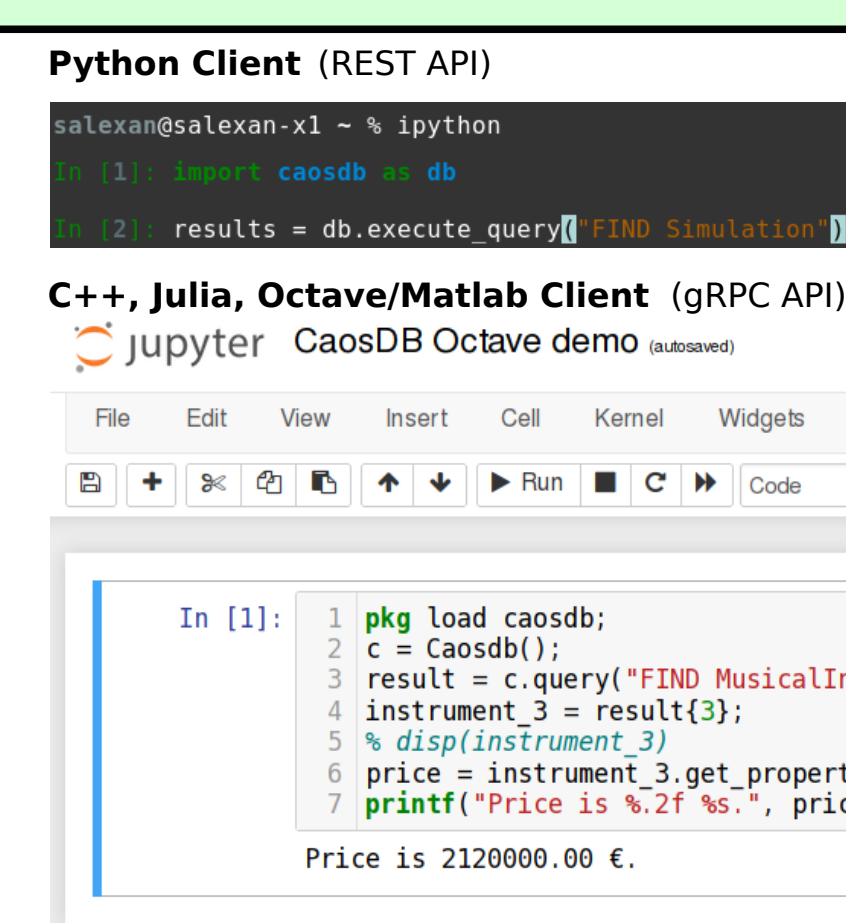 Python Client (REST API)
salexan@salexan-x1 ~ % ipython
In [1]: import caosdb as db
In [2]: results = db.execute_query("FIND Simulation")
C++, Julia, Octave/Matlab Client (gRPC API)
jupyter CaosDB Octave demo (autosaved)
File Edit View Insert Cell Kernel Widgets
Run Code
In [1]:
1 pkg load caosdb;
2 c = Caosdb();
3 result = c.query("FIND MusicalIn
4 instrument_3 = result{3};
5 % disp(instrument_3)
6 price = instrument_3.get_propert
7 printf("Price is %.2f %s.", pric
Price is 2120000.00 €.